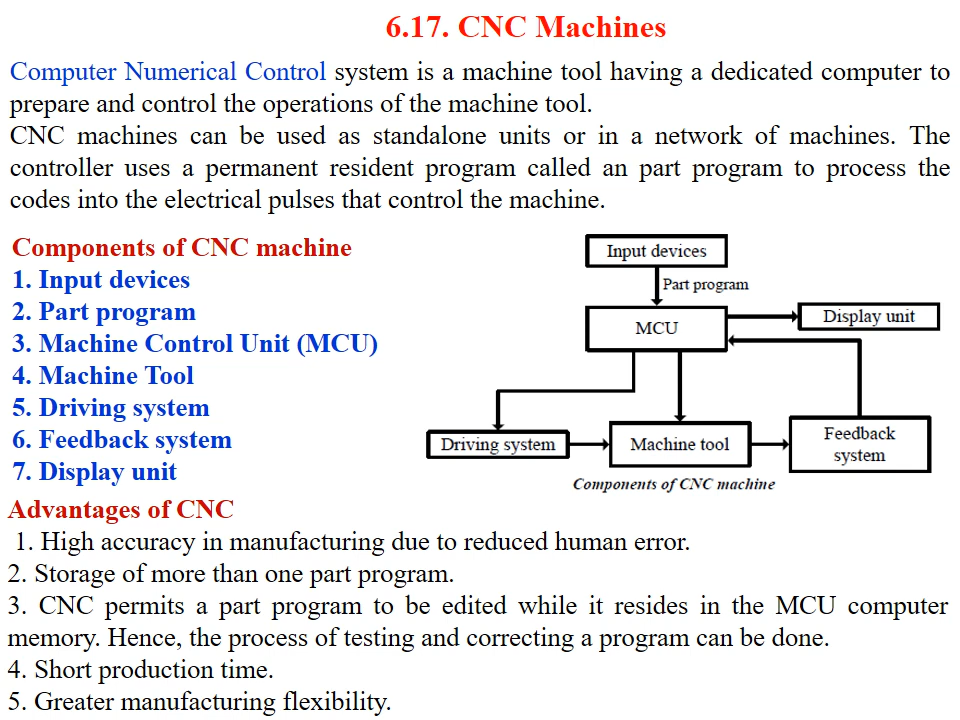 6.17. CNC Machines
Computer Numerical Control system is a machine tool having a dedicated computer to
prepare and control the operations of the machine tool.
CNC machines can be used as standalone units or in a network of machines. The
controller uses a permanent resident program called an part program to process the
codes into the electrical pulses that control the machine.
Components of CNC machine
1. Input devices
2. Part program
3. Machine Control Unit (MCU)
4. Machine Tool
5. Driving system
6. Feedback system
7. Display unit
Input devices
Part program
MCU
Display unit
Driving system
Machine tool
Feedback
system
Components of CNC machine
Advantages of CNC
1. High accuracy in manufacturing due to reduced human error.
2. Storage of more than one part program.
3. CNC permits a part program to be edited while it resides in the MCU computer
memory. Hence, the process of testing and correcting a program can be done.
4. Short production time.
5. Greater manufacturing flexibility.